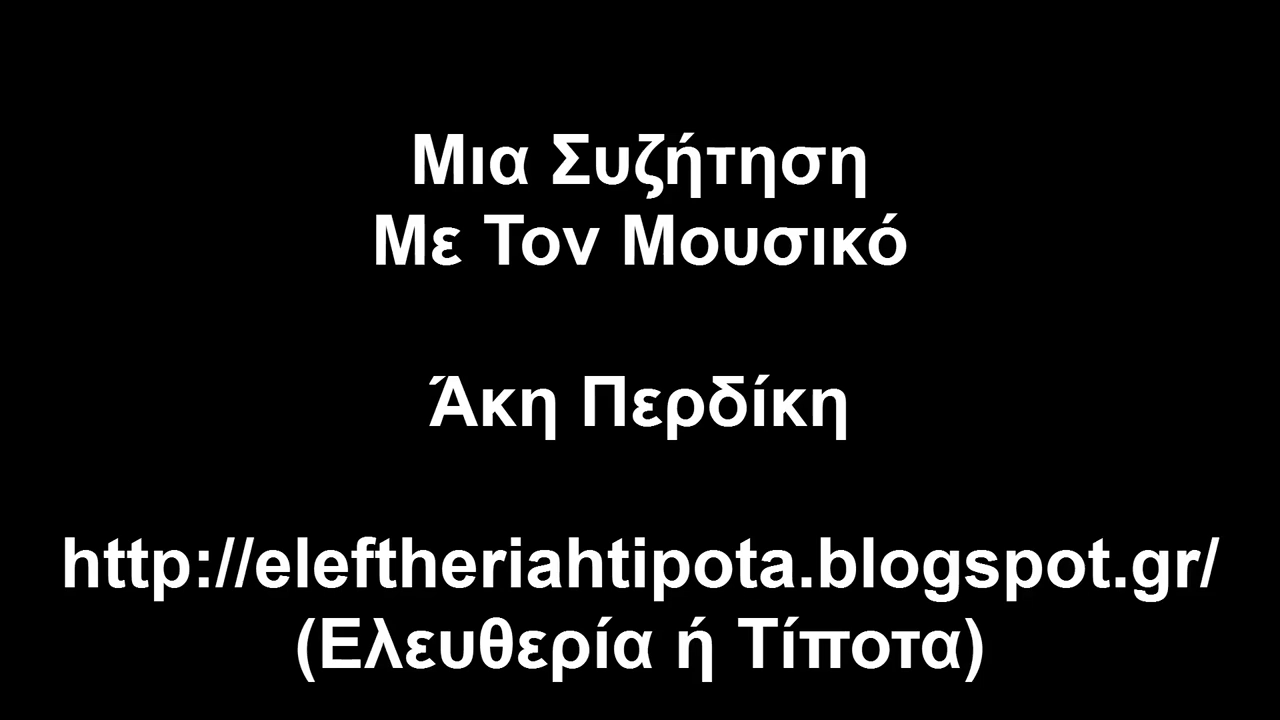 Μια Συζήτηση
Με Τον Μουσικό
Άκη Περδίκη
http://eleftheriahtipota.blogspot.gr/
(Ελευθερία ή Τίποτα)